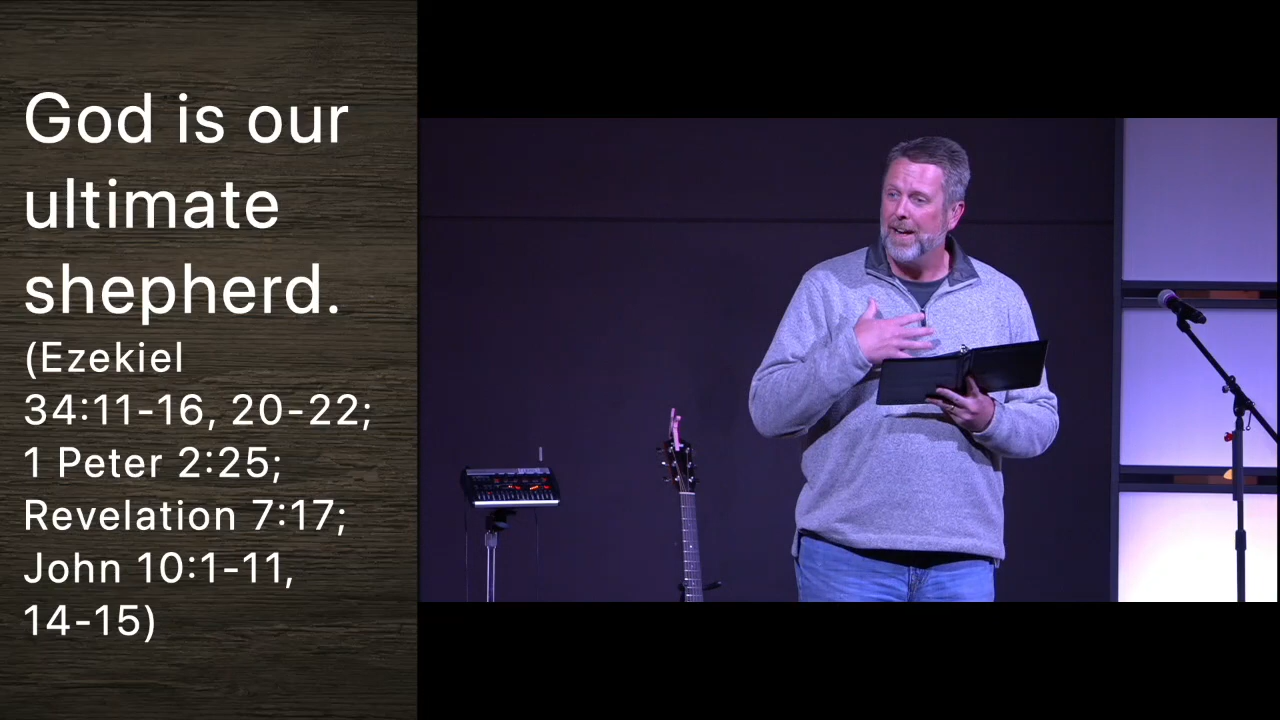 God is our
ultimate
shepherd.
(Ezekiel
34:11-16, 20-22;
1 Peter 2:25;
Revelation 7:17;
John 10:1-11,
14-15)